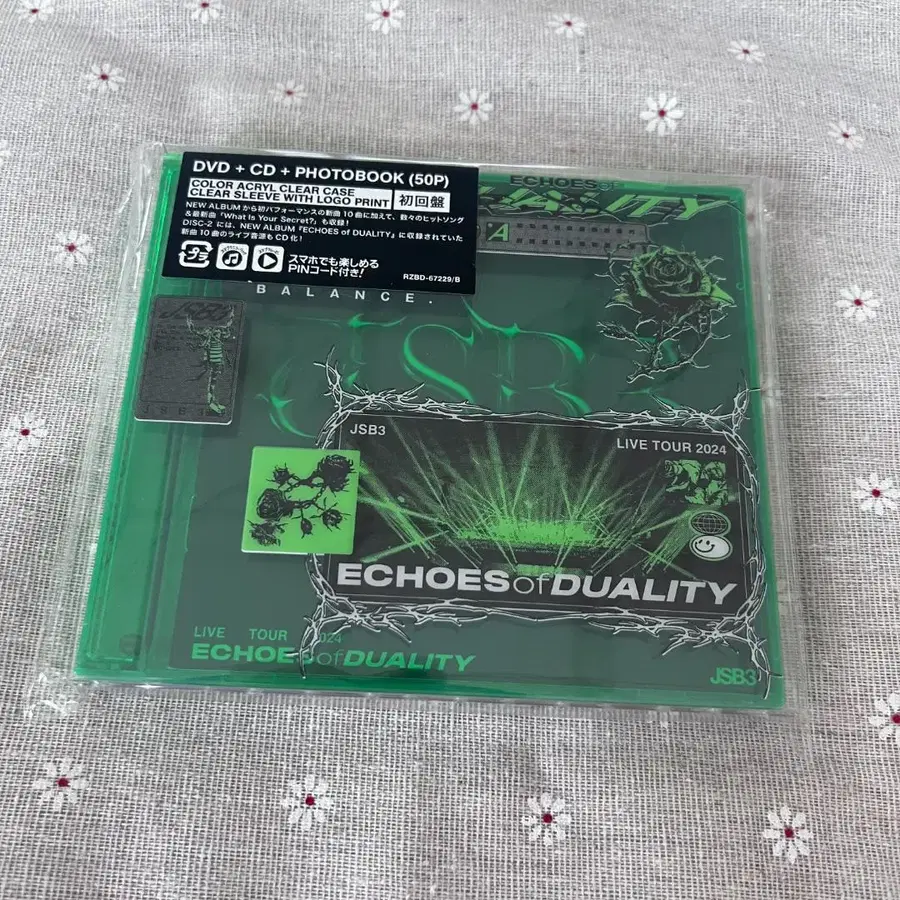 DVD + CD + PHOTOBOOK (50P)
COLOR ACRYL CLEAR CASE
CLEAR SLEEVE WITH LOGO PRINT
初回盤
NEW ALBUM から初パフォーマンスの新曲 10 曲に加えて、数々のヒットソング
&最新曲「What Is Your Secret?」も収録!
DISC-2 には、NEW ALBUM『ECHOES of DUALITY』に収録されていた
新曲 10 曲のライブ音源も CD 化!
プラ
スマホでも楽しめる
PINコード付き!
RZBD-67229/B
ECHOES of
DUALITY
BALANCE.
JSB
JSB3
LIVE TOUR 2024
ECHOES of DUALITY
LIVE TOUR 2024
ECHOES of DUALITY
JSB3